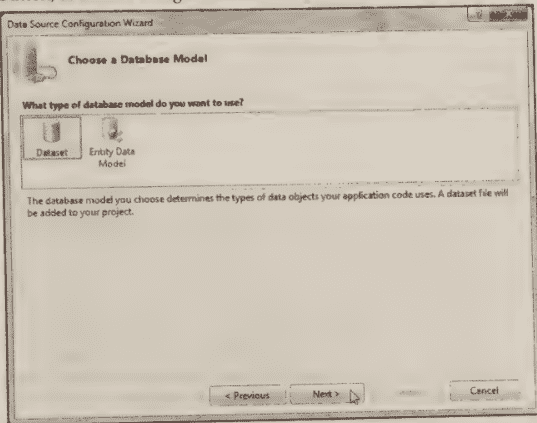 Data Source Configuration Wizard
Choose a Database Model
What type of database model do you want to use?
Dataset
Entity Data
Model
The database model you choose determines the types of data objects your application code uses. A dataset file will
be added to your project.
< Previous
Next >
Cancel